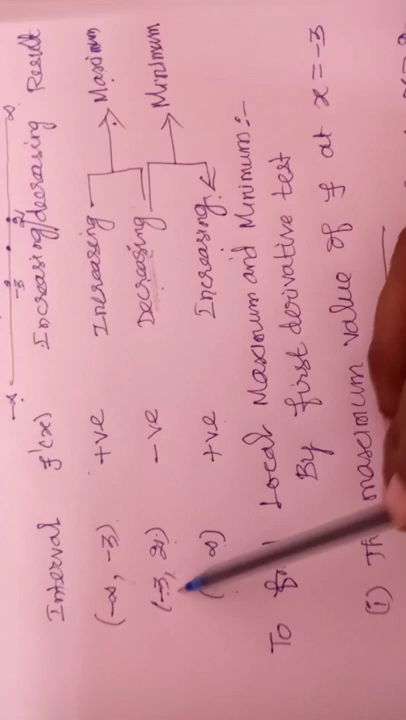 -∞ -3 2 ∞
Interval f'(x) Increasing/decreasing Result
(-∞, -3) +ve Increasing Maximum
(-3, 2) -ve Decreasing Minimum
∞) +ve Increasing
To Local Maximum and Minimum:-
By first derivative test
(i) Th maximum value of f at x = -3